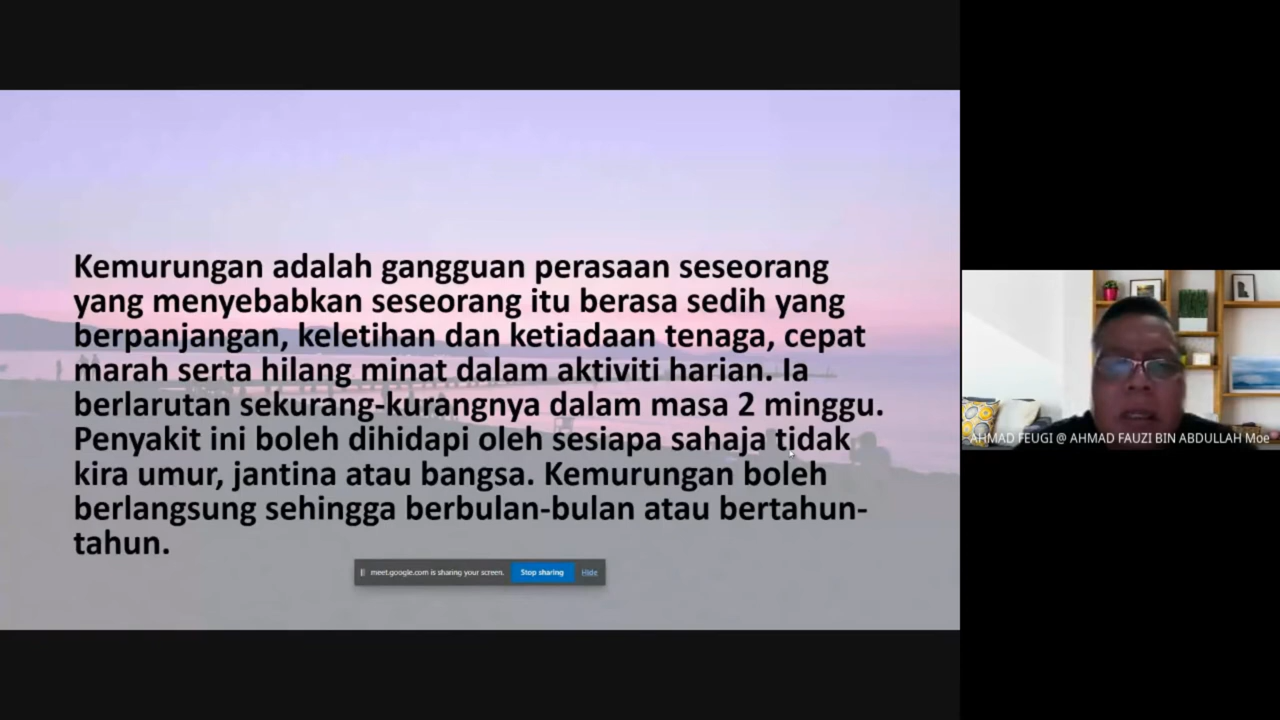 Kemurungan adalah gangguan perasaan seseorang
yang menyebabkan seseorang itu berasa sedih yang
berpanjangan, keletihan dan ketiadaan tenaga, cepat
marah serta hilang minat dalam aktiviti harian. Ia
berlarutan sekurang-kurangnya dalam masa 2 minggu.
Penyakit ini boleh dihidapi oleh sesiapa sahaja tidak
kira umur, jantina atau bangsa. Kemurungan boleh
berlangsung sehingga berbulan-bulan atau bertahun-
tahun.
meet.google.com is sharing your screen. Stop sharing Hide
AHMAD FEUGI @ AHMAD FAUZI BIN ABDULLAH Moe